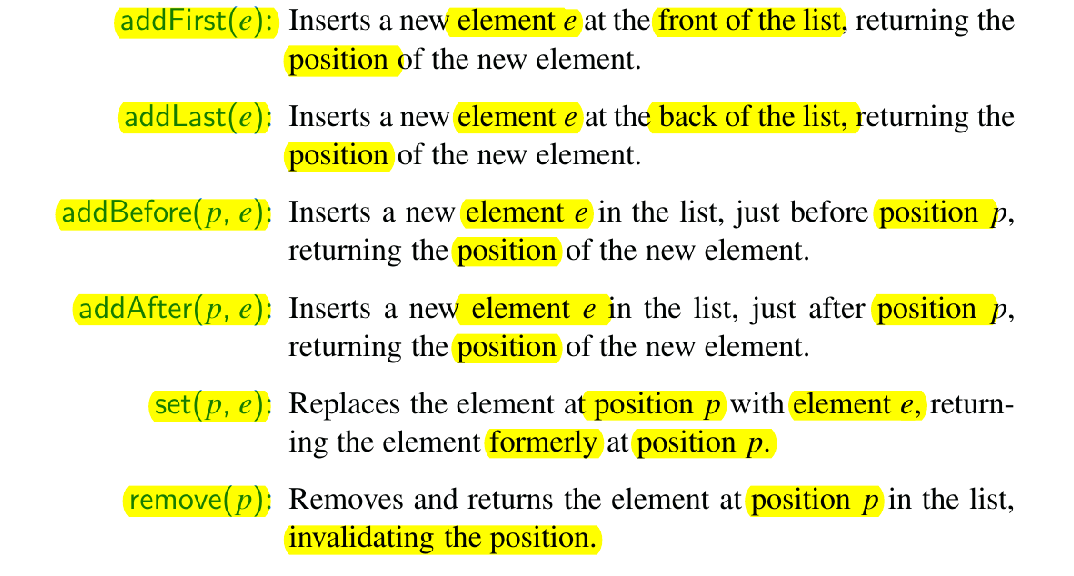 addFirst(e): Inserts a new element e at the front of the list, returning the
position of the new element.
addLast(e): Inserts a new element e at the back of the list, returning the
position of the new element.
addBefore(p, e): Inserts a new element e in the list, just before position p,
returning the position of the new element.
addAfter(p, e): Inserts a new element e in the list, just after position p,
returning the position of the new element.
set(p, e): Replaces the element at position p with element e, return-
ing the element formerly at position p.
remove(p): Removes and returns the element at position p in the list,
invalidating the position.